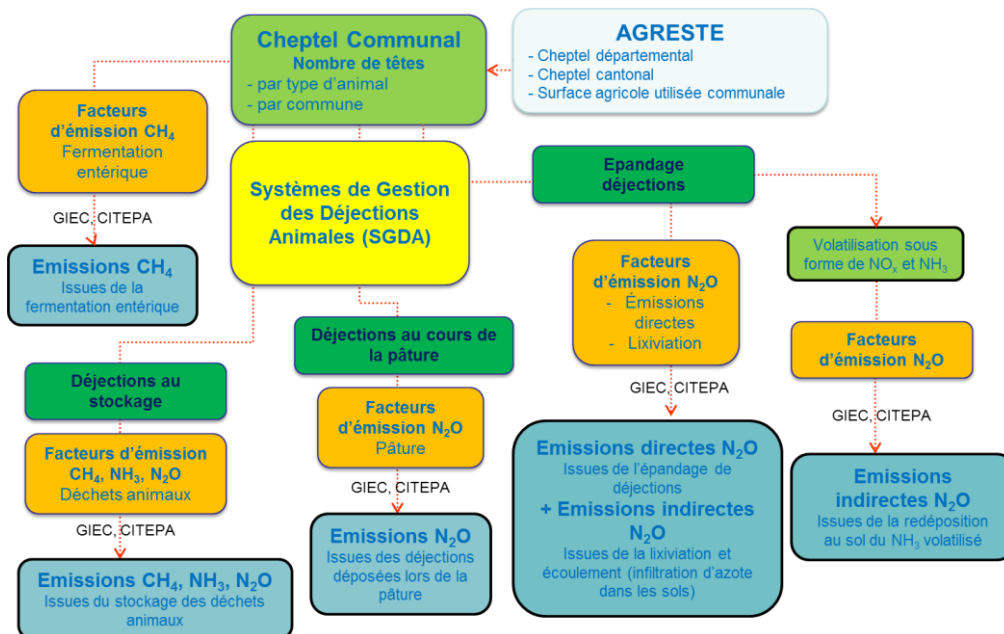 Cheptel Communal
Nombre de têtes
- par type d'animal
- par commune
AGRESTE
- Cheptel départemental
- Cheptel cantonal
- Surface agricole utilisée communale
Facteurs
d'émission CH₄
Fermentation
entérique
GIEC, CITEPA
Emissions CH₄
Issues de la
fermentation entérique
Systèmes de Gestion
des Déjections
Animales (SGDA)
Epandage
déjections
Volatilisation sous
forme de NOₓ et NH₃
Facteurs
d'émission N₂O
- Émissions
directes
- Lixiviation
GIEC, CITEPA
Facteurs
d'émission N₂O
GIEC, CITEPA
Déjections au cours de
la pâture
Déjections au
stockage
Facteurs
d'émission N₂O
Pâture
GIEC, CITEPA
Facteurs d'émission
CH₄, NH₃, N₂O
Déchets animaux
GIEC, CITEPA
Emissions CH₄, NH₃, N₂O
Issues du stockage des déchets
animaux
Emissions N₂O
Issues des déjections
déposées lors de la
pâture
Emissions directes N₂O
Issues de l'épandage de
déjections
+ Emissions indirectes
N₂O
Issues de la lixiviation et
écoulement (infiltration d'azote
dans les sols)
Emissions
indirectes N₂O
Issues de la redéposition
au sol du NH₃ volatilisé